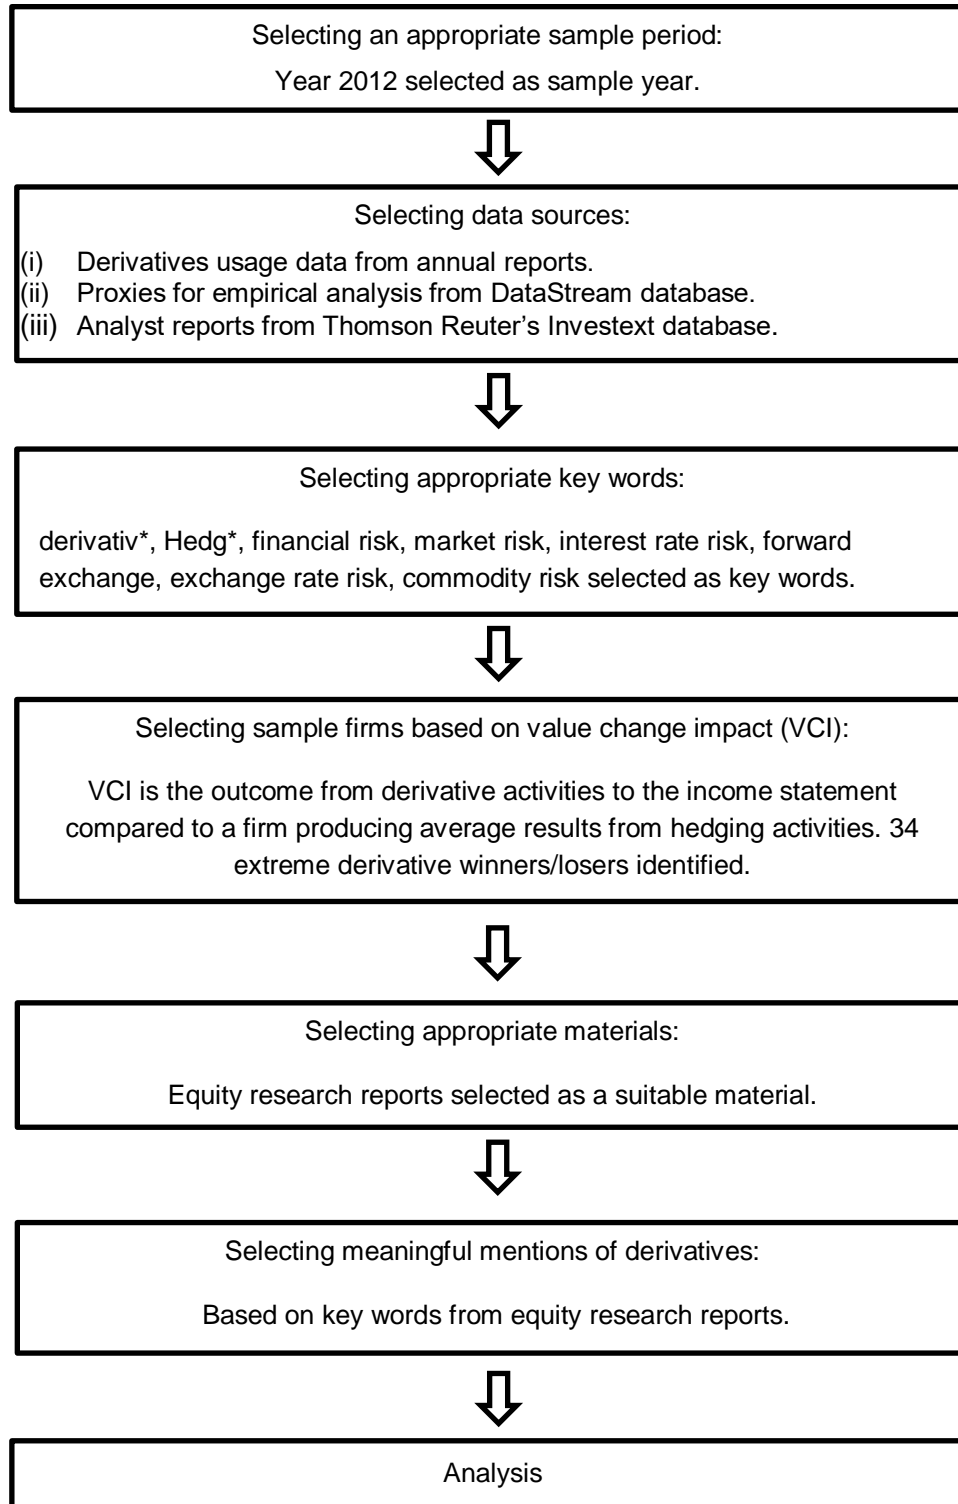 Selecting an appropriate sample period:
Year 2012 selected as sample year.
Selecting data sources:
(i) Derivatives usage data from annual reports.
(ii) Proxies for empirical analysis from DataStream database.
(iii) Analyst reports from Thomson Reuter’s Investext database.
Selecting appropriate key words:
derivativ*, Hedg*, financial risk, market risk, interest rate risk, forward
exchange, exchange rate risk, commodity risk selected as key words.
Selecting sample firms based on value change impact (VCI):
VCI is the outcome from derivative activities to the income statement
compared to a firm producing average results from hedging activities. 34
extreme derivative winners/losers identified.
Selecting appropriate materials:
Equity research reports selected as a suitable material.
Selecting meaningful mentions of derivatives:
Based on key words from equity research reports.
Analysis